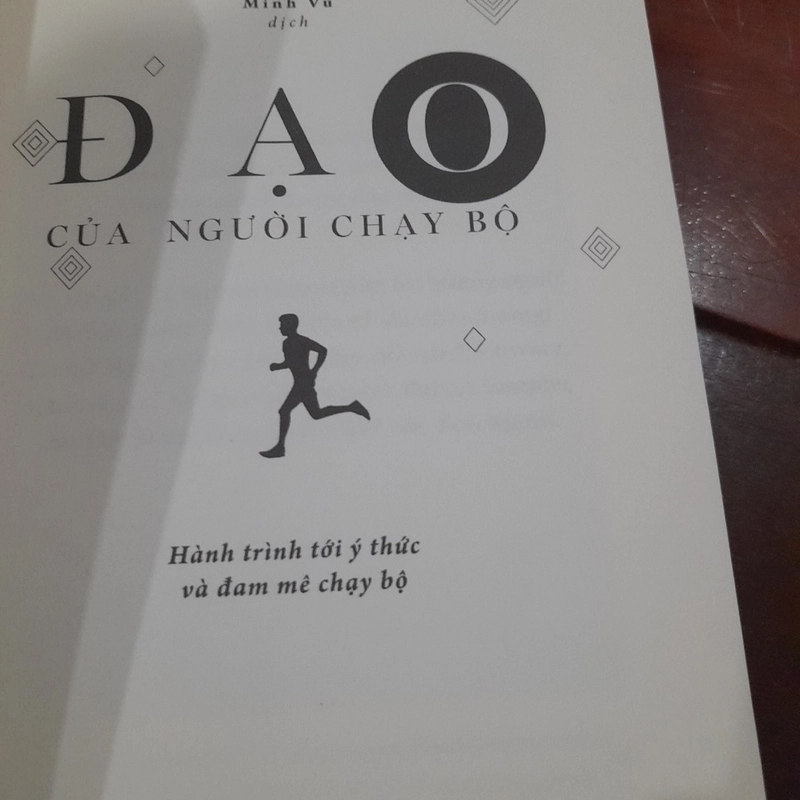 Minh Vũ
dịch
ĐẠO
CỦA NGƯỜI CHẠY BỘ
Hành trình tới ý thức
và đam mê chạy bộ